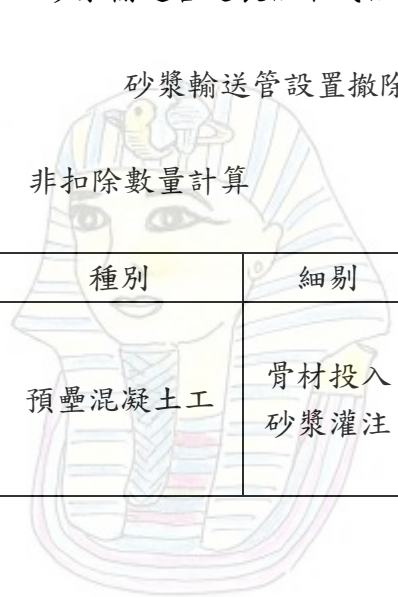 砂漿輸送管設置撤除
非扣除數量計算
種別 細剔
預壘混凝土工
骨材投入
砂漿灌注